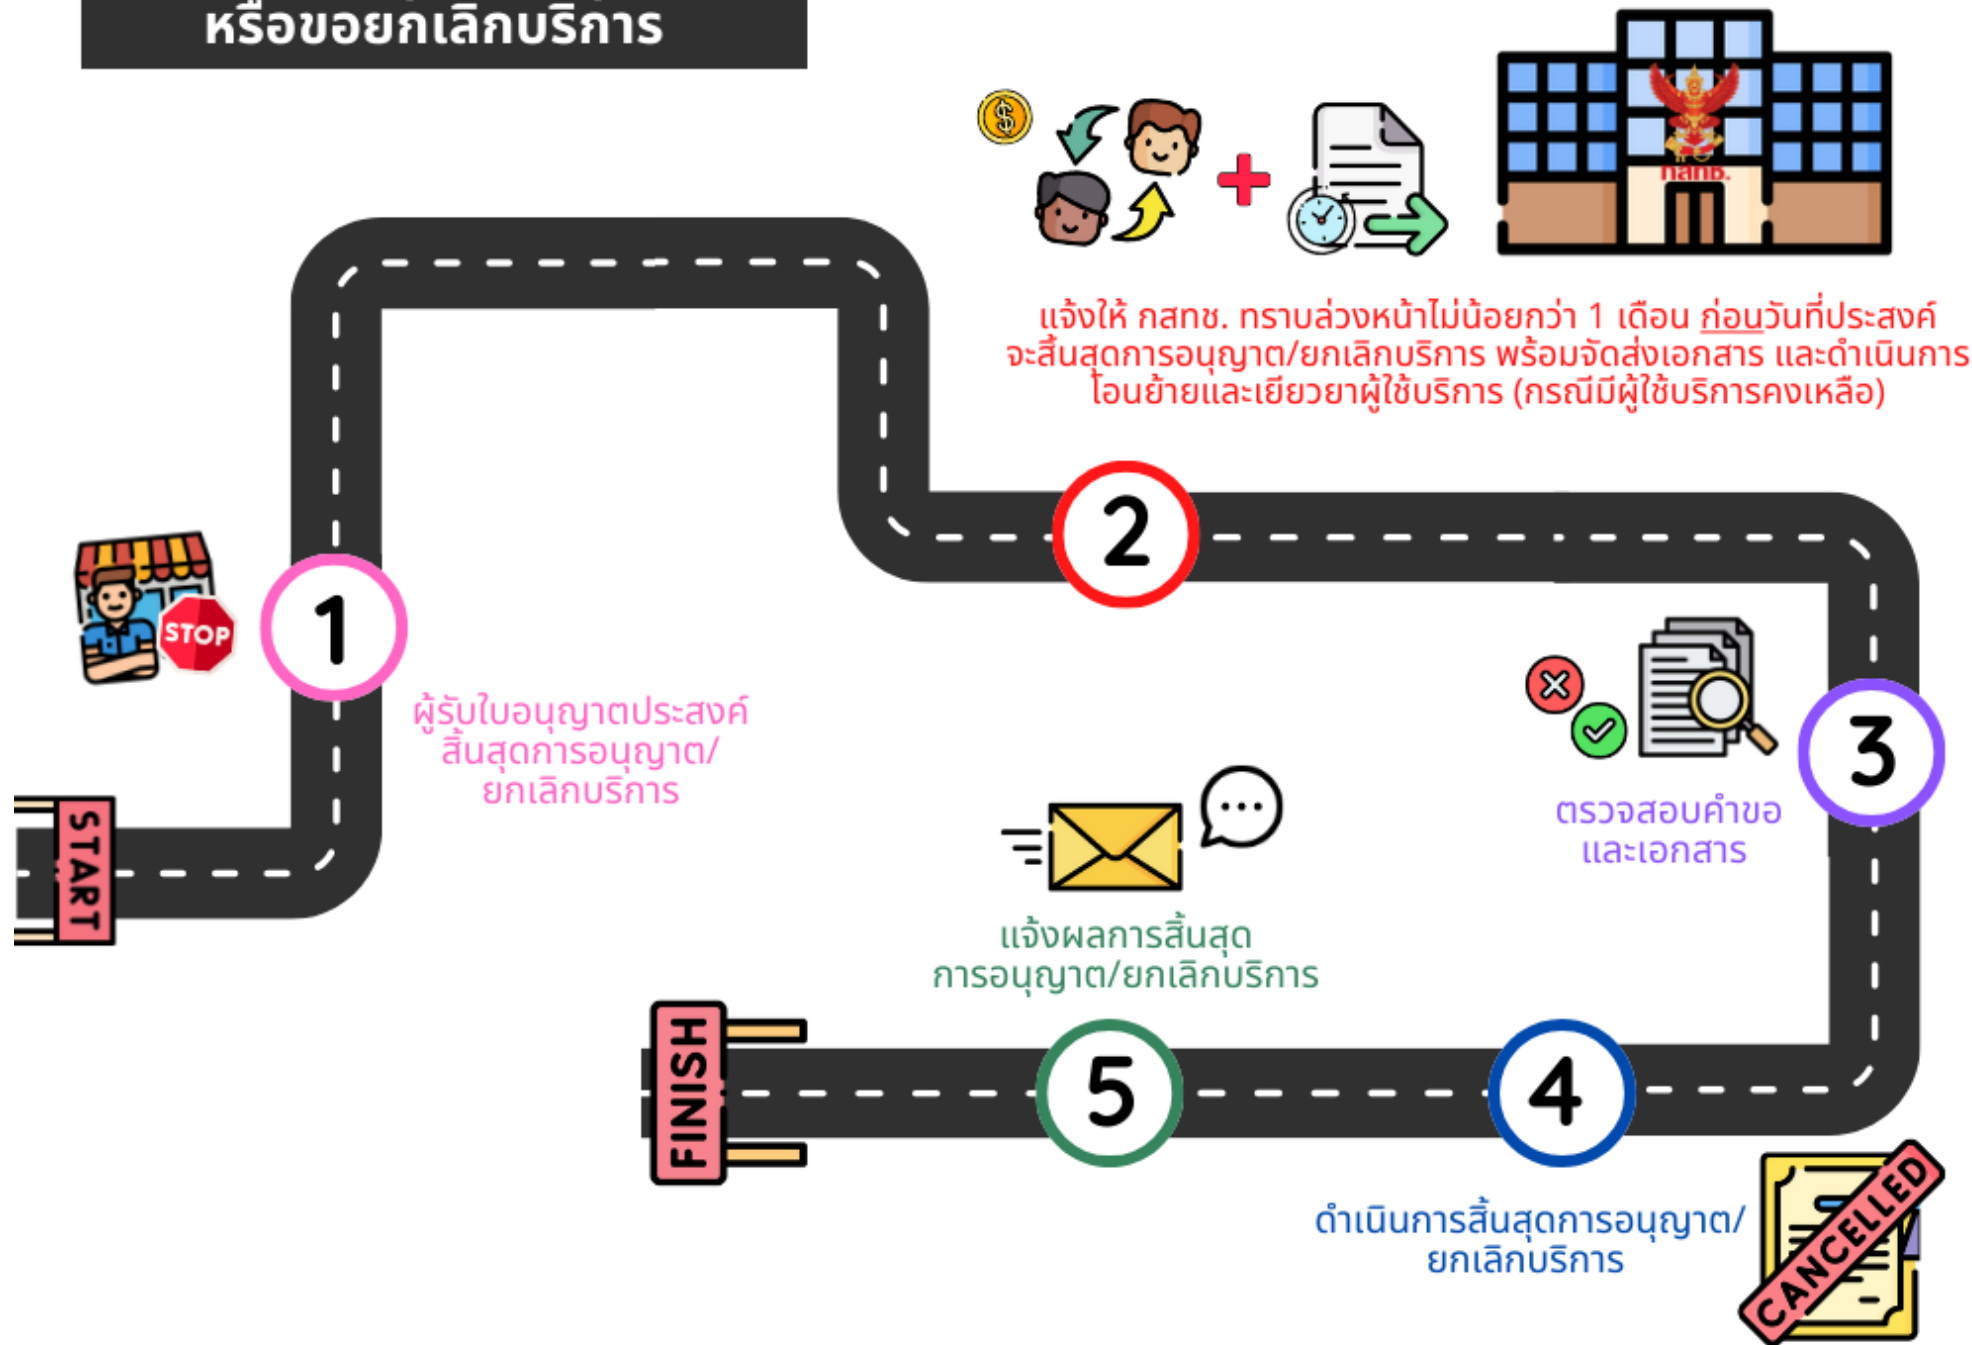 หรือขอยกเลิกบริการ
กสทช.
แจ้งให้ กสทช. ทราบล่วงหน้าไม่น้อยกว่า 1 เดือน ก่อนวันที่ประสงค์
จะสิ้นสุดการอนุญาต/ยกเลิกบริการ พร้อมจัดส่งเอกสาร และดำเนินการ
โอนย้ายและเยียวยาผู้ใช้บริการ (กรณีมีผู้ใช้บริการคงเหลือ)
2
STOP
1
ผู้รับใบอนุญาตประสงค์
สิ้นสุดการอนุญาต/
ยกเลิกบริการ
START
3
ตรวจสอบคำขอ
และเอกสาร
แจ้งผลการสิ้นสุด
การอนุญาต/ยกเลิกบริการ
FINISH
5
4
ดำเนินการสิ้นสุดการอนุญาต/
ยกเลิกบริการ
CANCELLED